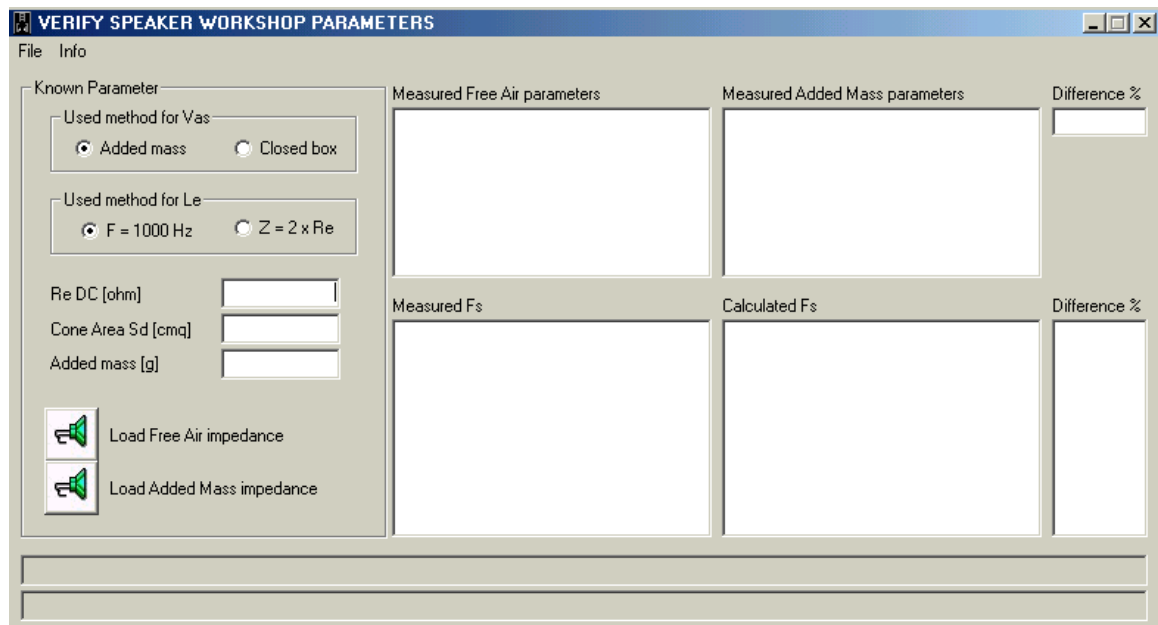 VERIFY SPEAKER WORKSHOP PARAMETERS
File Info
Known Parameter
Used method for Vas
Added mass Closed box
Used method for Le
F = 1000 Hz Z = 2 x Re
Re DC [ohm]
Cone Area Sd [cmq]
Added mass [g]
Load Free Air impedance
Load Added Mass impedance
Measured Free Air parameters Measured Added Mass parameters Difference %
Measured Fs Calculated Fs Difference %